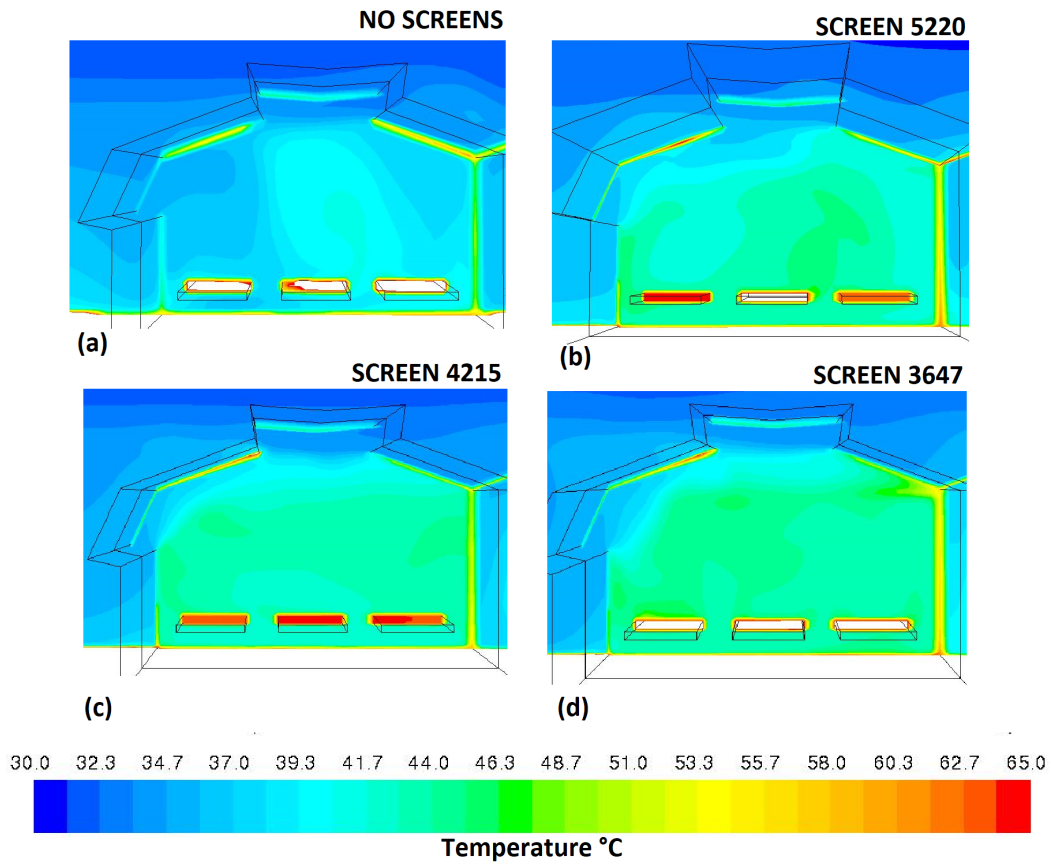 NO SCREENS
SCREEN 5220
(a)
(b)
SCREEN 4215
SCREEN 3647
(c)
(d)
30.0 32.3 34.7 37.0 39.3 41.7 44.0 46.3 48.7 51.0 53.3 55.7 58.0 60.3 62.7 65.0
Temperature °C